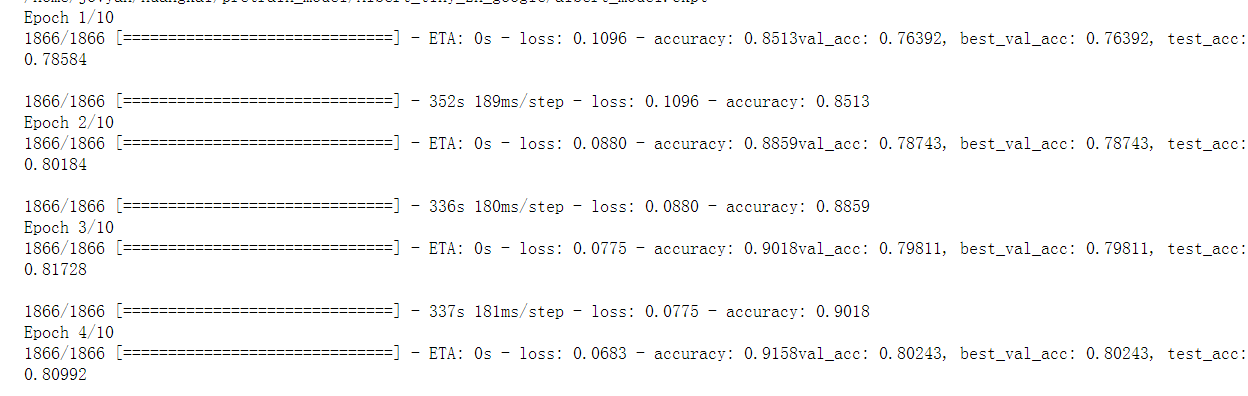 Epoch 1/10
1866/1866 [==============================] - ETA: 0s - loss: 0.1096 - accuracy: 0.8513val_acc: 0.76392, best_val_acc: 0.76392, test_acc:
0.78584
1866/1866 [==============================] - 352s 189ms/step - loss: 0.1096 - accuracy: 0.8513
Epoch 2/10
1866/1866 [==============================] - ETA: 0s - loss: 0.0880 - accuracy: 0.8859val_acc: 0.78743, best_val_acc: 0.78743, test_acc:
0.80184
1866/1866 [==============================] - 336s 180ms/step - loss: 0.0880 - accuracy: 0.8859
Epoch 3/10
1866/1866 [==============================] - ETA: 0s - loss: 0.0775 - accuracy: 0.9018val_acc: 0.79811, best_val_acc: 0.79811, test_acc:
0.81728
1866/1866 [==============================] - 337s 181ms/step - loss: 0.0775 - accuracy: 0.9018
Epoch 4/10
1866/1866 [==============================] - ETA: 0s - loss: 0.0683 - accuracy: 0.9158val_acc: 0.80243, best_val_acc: 0.80243, test_acc:
0.80992